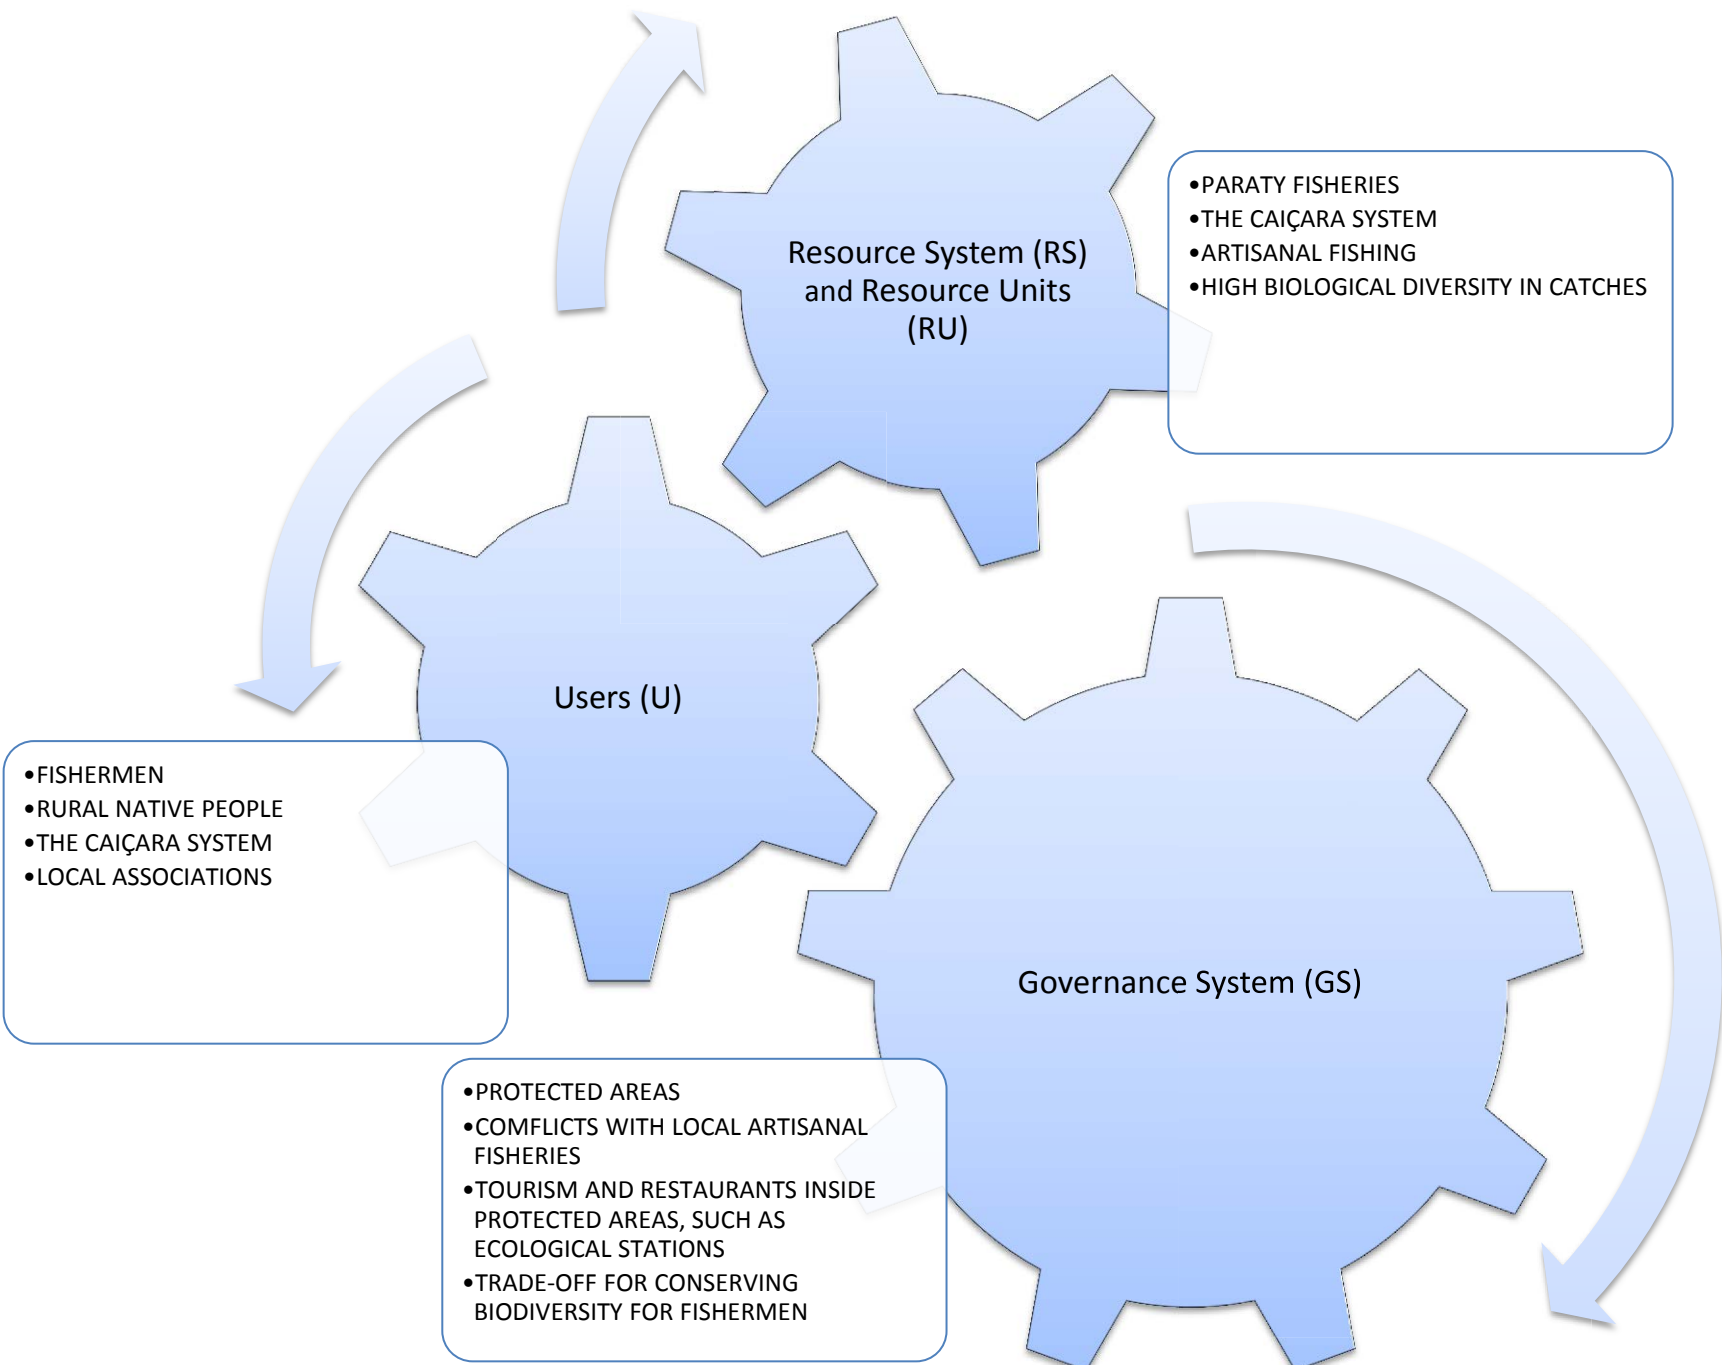 Resource System (RS)
and Resource Units
(RU)
•PARATY FISHERIES
•THE CAIÇARA SYSTEM
•ARTISANAL FISHING
•HIGH BIOLOGICAL DIVERSITY IN CATCHES
Users (U)
•FISHERMEN
•RURAL NATIVE PEOPLE
•THE CAIÇARA SYSTEM
•LOCAL ASSOCIATIONS
Governance System (GS)
•PROTECTED AREAS
•COMFLICTS WITH LOCAL ARTISANAL
FISHERIES
•TOURISM AND RESTAURANTS INSIDE
PROTECTED AREAS, SUCH AS
ECOLOGICAL STATIONS
•TRADE-OFF FOR CONSERVING
BIODIVERSITY FOR FISHERMEN